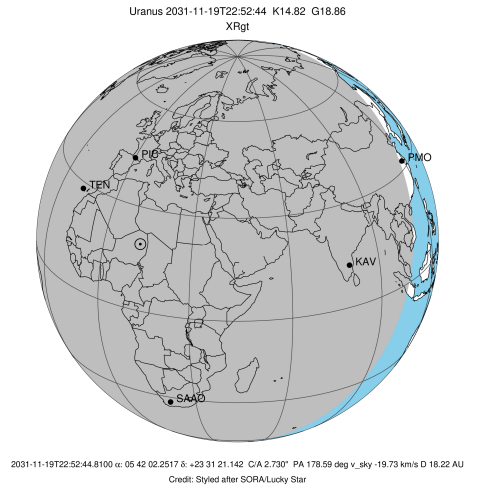 Uranus 2031-11-19T22:52:44 K14.82 G18.86
XRgt
PIC
PMO
TEN
KAV
SAAO
2031-11-19T22:52:44.8100 α: 05 42 02.2517 δ: +23 31 21.142 C/A 2.730" PA 178.59 deg v_sky -19.73 km/s D 18.22 AU
Credit: Styled after SORA/Lucky Star